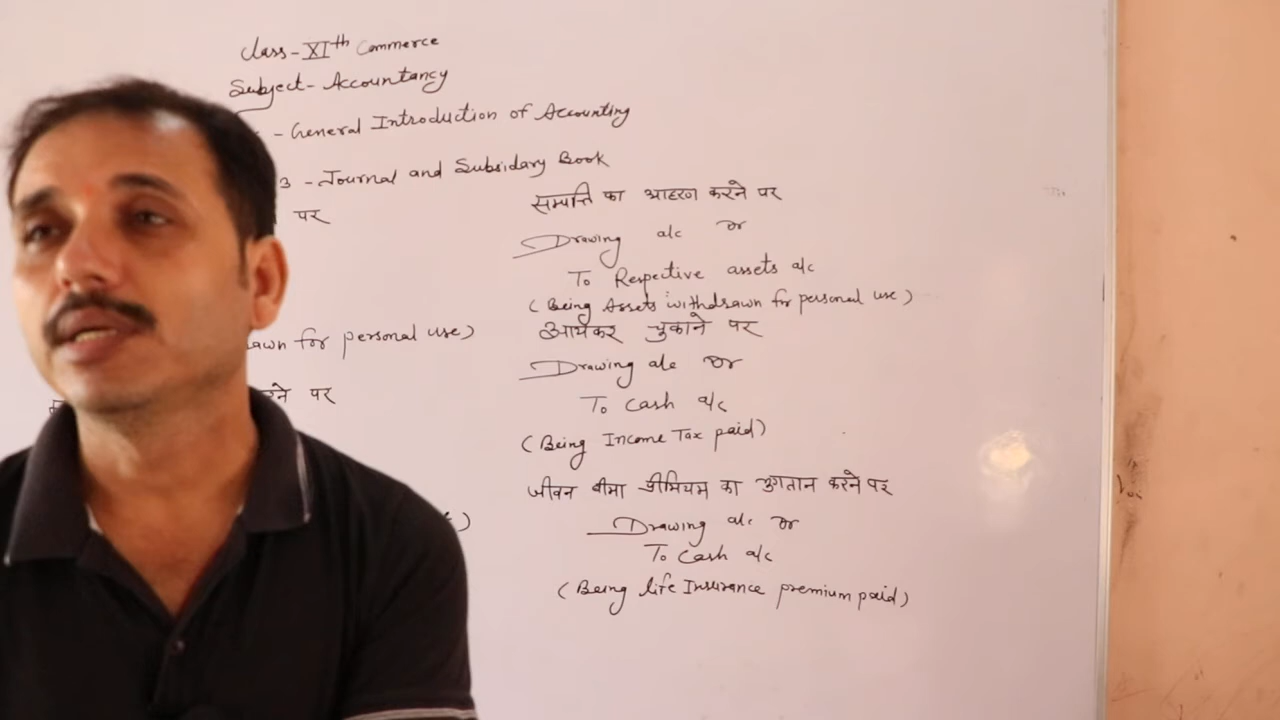 Class-XIth Commerce
Subject- Accountancy
- General Introduction of Accounting
3 - Journal and Subsidary Book
पर
awn for personal use)
रने पर
)
सम्पत्ति का आहरण करने पर
Drawing a/c Dr
To Respective assets a/c
(Being Assets withdrawn for personal use)
आयकर चुकाने पर
Drawing a/c Dr
To Cash a/c
(Being Income Tax paid)
जीवन बीमा प्रीमियम का भुगतान करने पर
Drawing a/c Dr
To Cash a/c
(Being life Insurance premium paid)